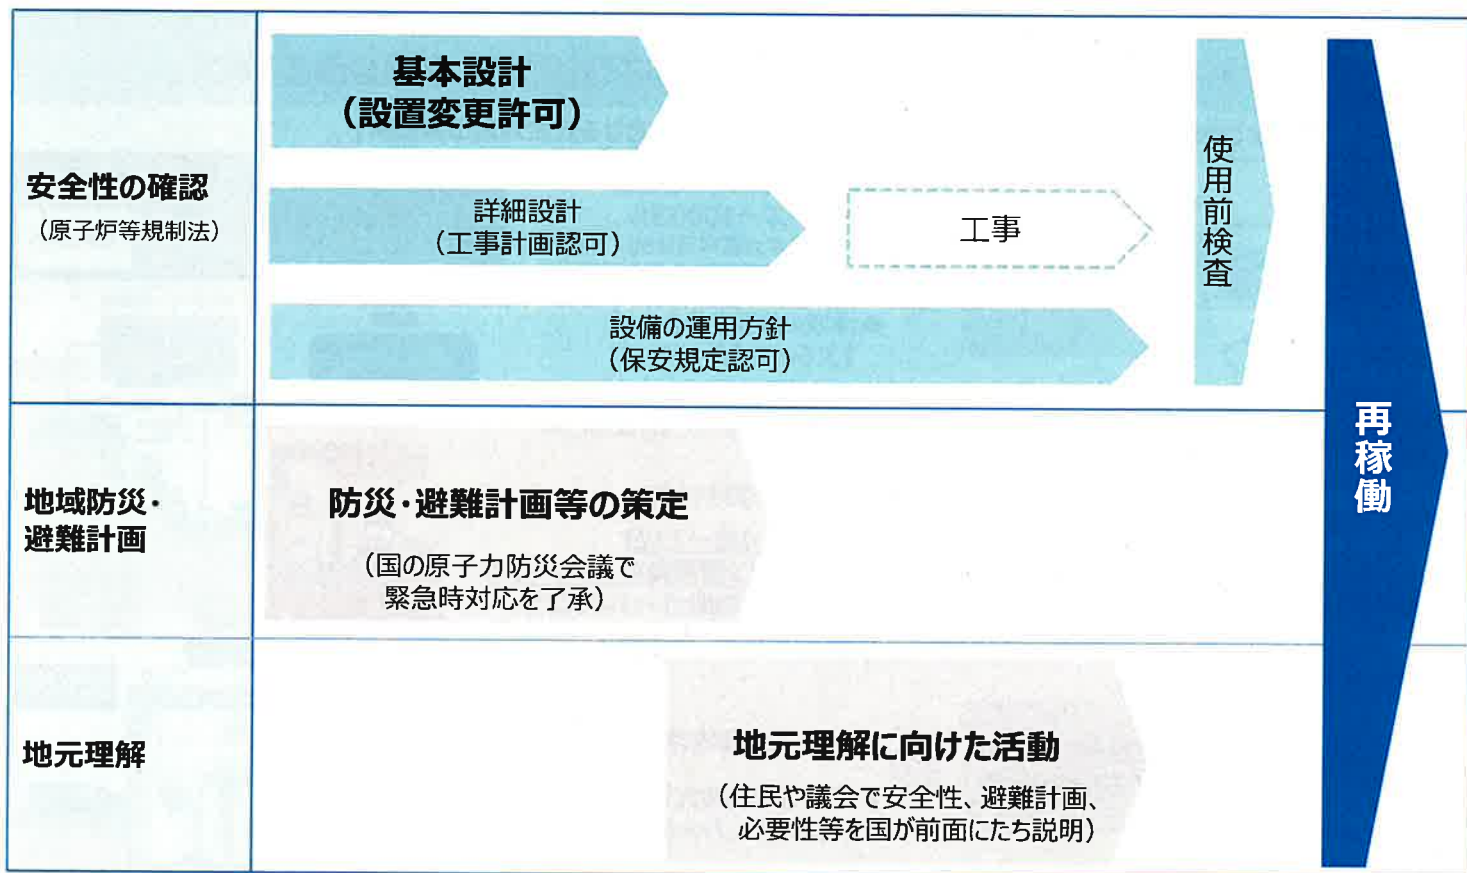 安全性の確認
（原子炉等規制法）
基本設計
（設置変更許可）
詳細設計
（工事計画認可）
工事
設備の運用方針
（保安規定認可）
使用前検査
再稼働
地域防災・
避難計画
防災・避難計画等の策定
（国の原子力防災会議で
緊急時対応を了承）
地元理解
地元理解に向けた活動
（住民や議会で安全性、避難計画、
必要性等を国が前面にたち説明）